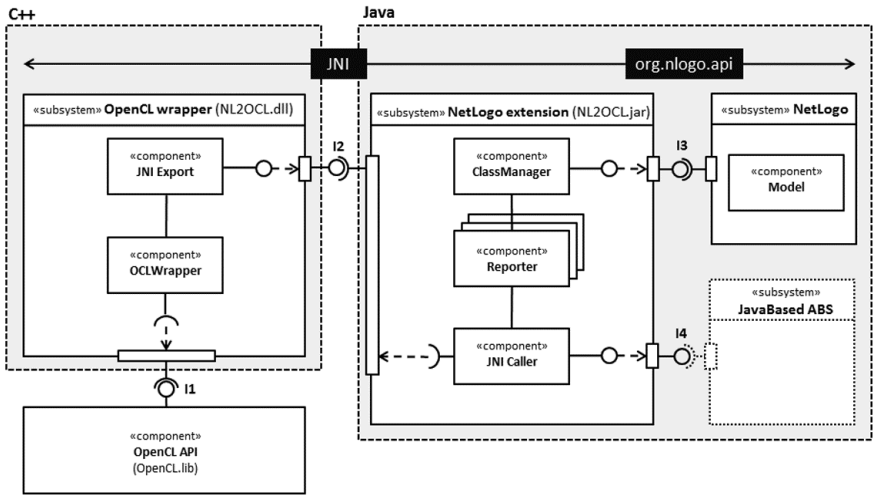 C++
Java
JNI
org.nlogo.api
«subsystem» OpenCL wrapper (NL2OCL.dll)
«component»
JNI Export
«component»
OCLWrapper
I1
«component»
OpenCL API
(OpenCL.lib)
I2
«subsystem» NetLogo extension (NL2OCL.jar)
«component»
ClassManager
«component»
Reporter
«component»
JNI Caller
I3
«subsystem» NetLogo
«component»
Model
I4
«subsystem»
JavaBased ABS